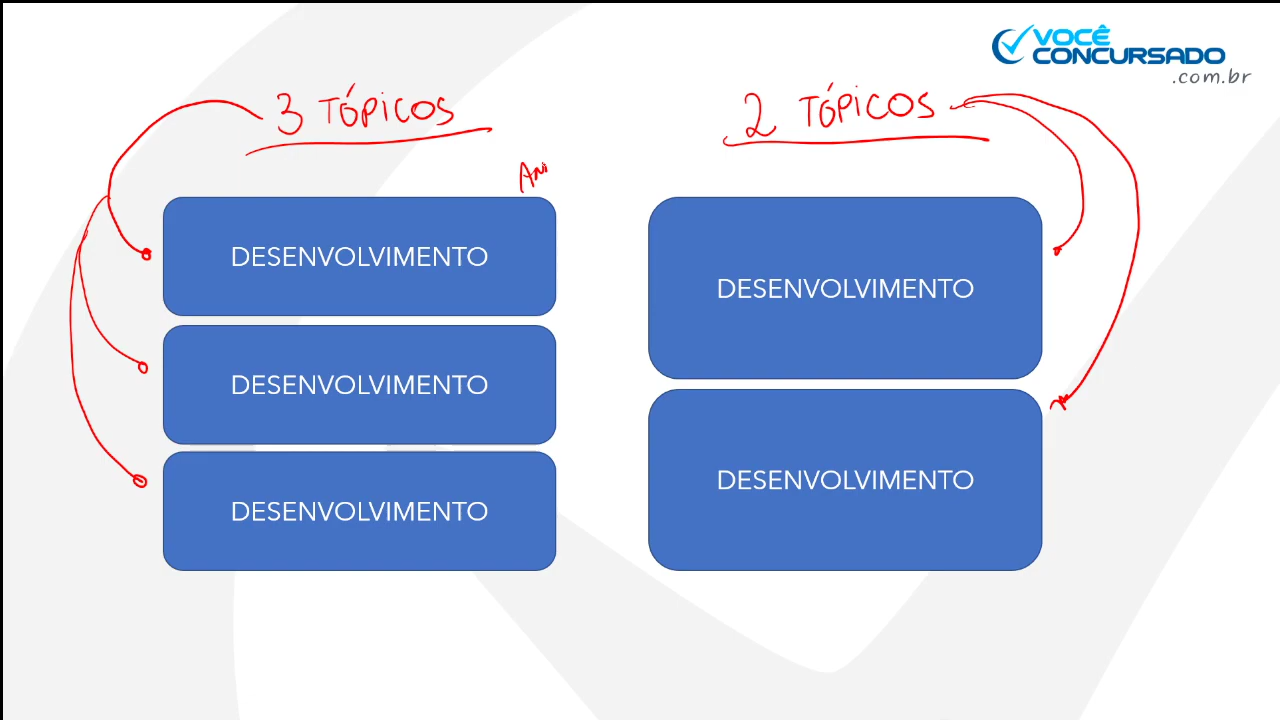 VOCÊ
CONCURSADO
.com.br
3 TÓPICOS
2 TÓPICOS
DESENVOLVIMENTO
DESENVOLVIMENTO
DESENVOLVIMENTO
DESENVOLVIMENTO
DESENVOLVIMENTO